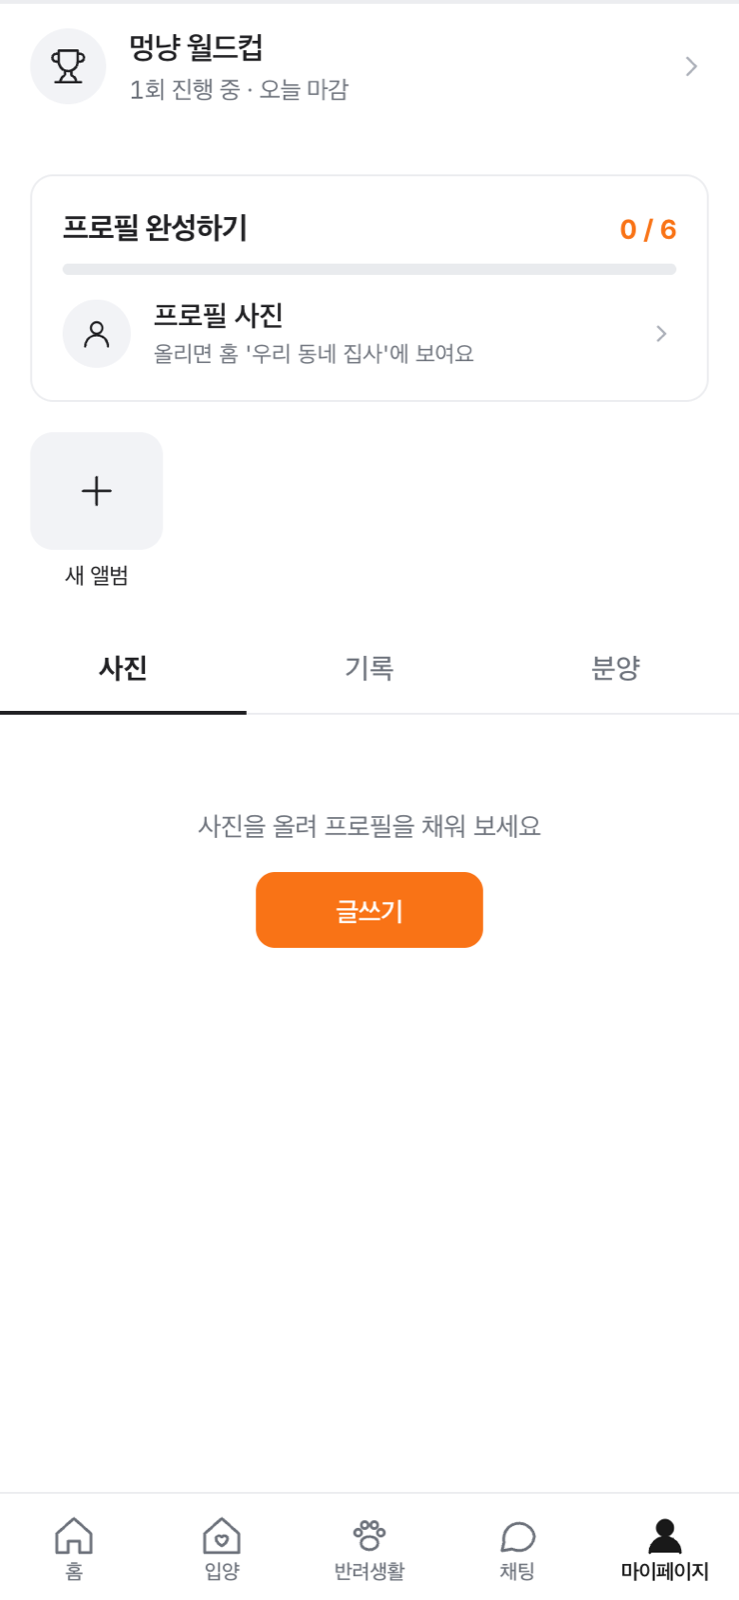 멍냥 월드컵
1회 진행 중 · 오늘 마감
프로필 완성하기
0 / 6
프로필 사진
올리면 홈 '우리 동네 집사'에 보여요
새 앨범
사진 기록 분양
사진을 올려 프로필을 채워 보세요
글쓰기
홈 입양 반려생활 채팅 마이페이지